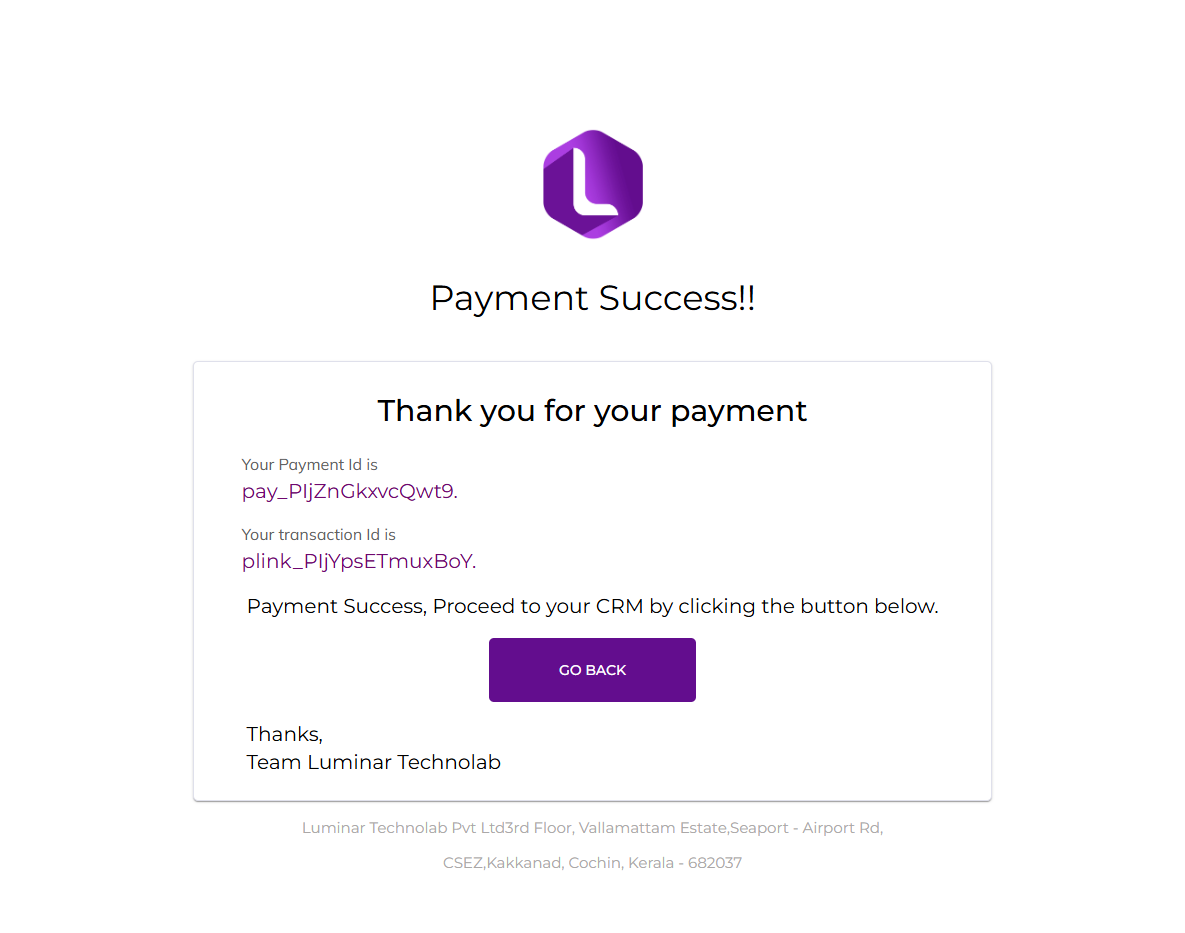 L
Payment Success!!
Thank you for your payment
Your Payment Id is
pay_PIjZnGkxvcQwt9.
Your transaction Id is
plink_PIjYpsETmuxBoY.
Payment Success, Proceed to your CRM by clicking the button below.
GO BACK
Thanks,
Team Luminar Technolab
Luminar Technolab Pvt Ltd3rd Floor, Vallamattam Estate,Seaport - Airport Rd,
CSEZ,Kakkanad, Cochin, Kerala - 682037